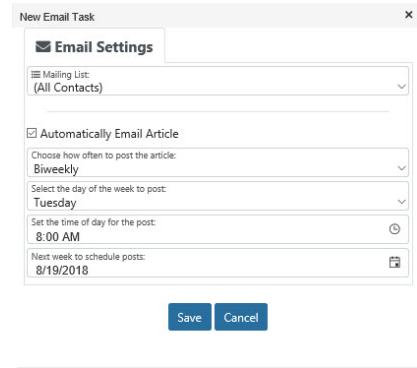 New Email Task
Email Settings
Mailing List:
(All Contacts)
Automatically Email Article
Choose how often to post the article:
Biweekly
Select the day of the week to post:
Tuesday
Set the time of day for the post:
8:00 AM
Next week to schedule posts:
8/19/2018
Save Cancel